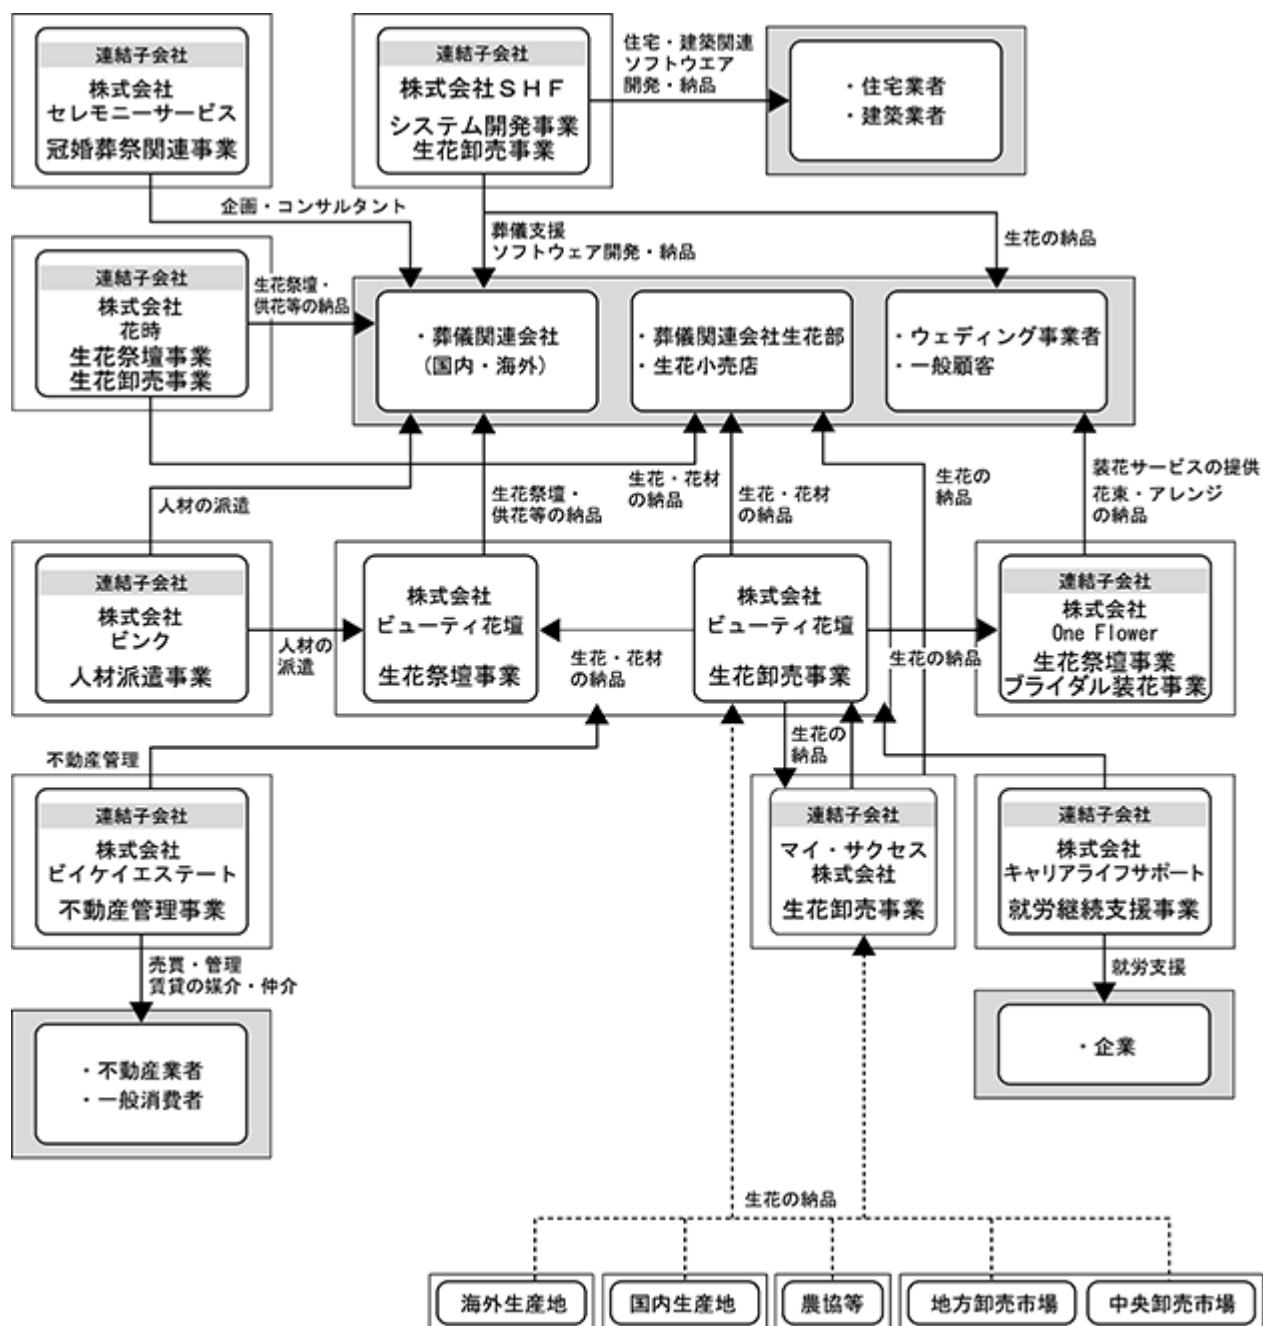 連結子会社
株式会社
セレモニーサービス
冠婚葬祭関連事業
連結子会社
株式会社ＳＨＦ
システム開発事業
生花卸売事業
住宅・建築関連
ソフトウエア
開発・納品
・住宅業者
・建築業者
企画・コンサルタント
葬儀支援
ソフトウェア開発・納品
生花の納品
連結子会社
株式会社
花時
生花祭壇事業
生花卸売事業
生花祭壇・
供花等の納品
・葬儀関連会社
（国内・海外）
・葬儀関連会社生花部
・生花小売店
・ウェディング事業者
・一般顧客
人材の派遣
生花祭壇・
供花等の納品
生花・花材
の納品
生花・花材
の納品
生花の
納品
装花サービスの提供
花束・アレンジ
の納品
連結子会社
株式会社
ビンク
人材派遣事業
人材の
派遣
株式会社
ビューティ花壇
生花祭壇事業
生花・花材
の納品
株式会社
ビューティ花壇
生花卸売事業
生花の納品
連結子会社
株式会社
One Flower
生花祭壇事業
ブライダル装花事業
不動産管理
生花の
納品
連結子会社
株式会社
ビイケイエステート
不動産管理事業
連結子会社
マイ・サクセス
株式会社
生花卸売事業
連結子会社
株式会社
キャリアライフサポート
就労継続支援事業
売買・管理
賃貸の媒介・仲介
就労支援
・不動産業者
・一般消費者
・企業
生花の納品
海外生産地
国内生産地
農協等
地方卸売市場
中央卸売市場